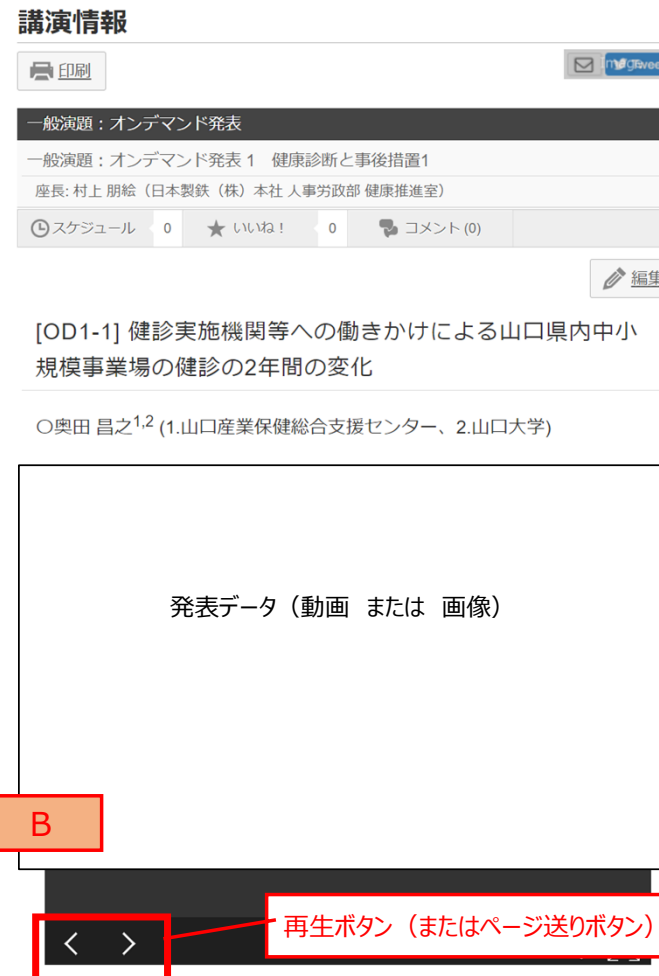 講演情報
印刷
一般演題：オンデマンド発表
一般演題：オンデマンド発表 1　健康診断と事後措置1
座長: 村上 朋絵（日本製鉄（株）本社 人事労政部 健康推進室）
スケジュール 0 いいね！ 0 コメント (0)
編集
[OD1-1] 健診実施機関等への働きかけによる山口県内中小
規模事業場の健診の2年間の変化
〇奥田 昌之1,2 (1.山口産業保健総合支援センター、2.山口大学)
発表データ（動画　または　画像）
B
再生ボタン（またはページ送りボタン）